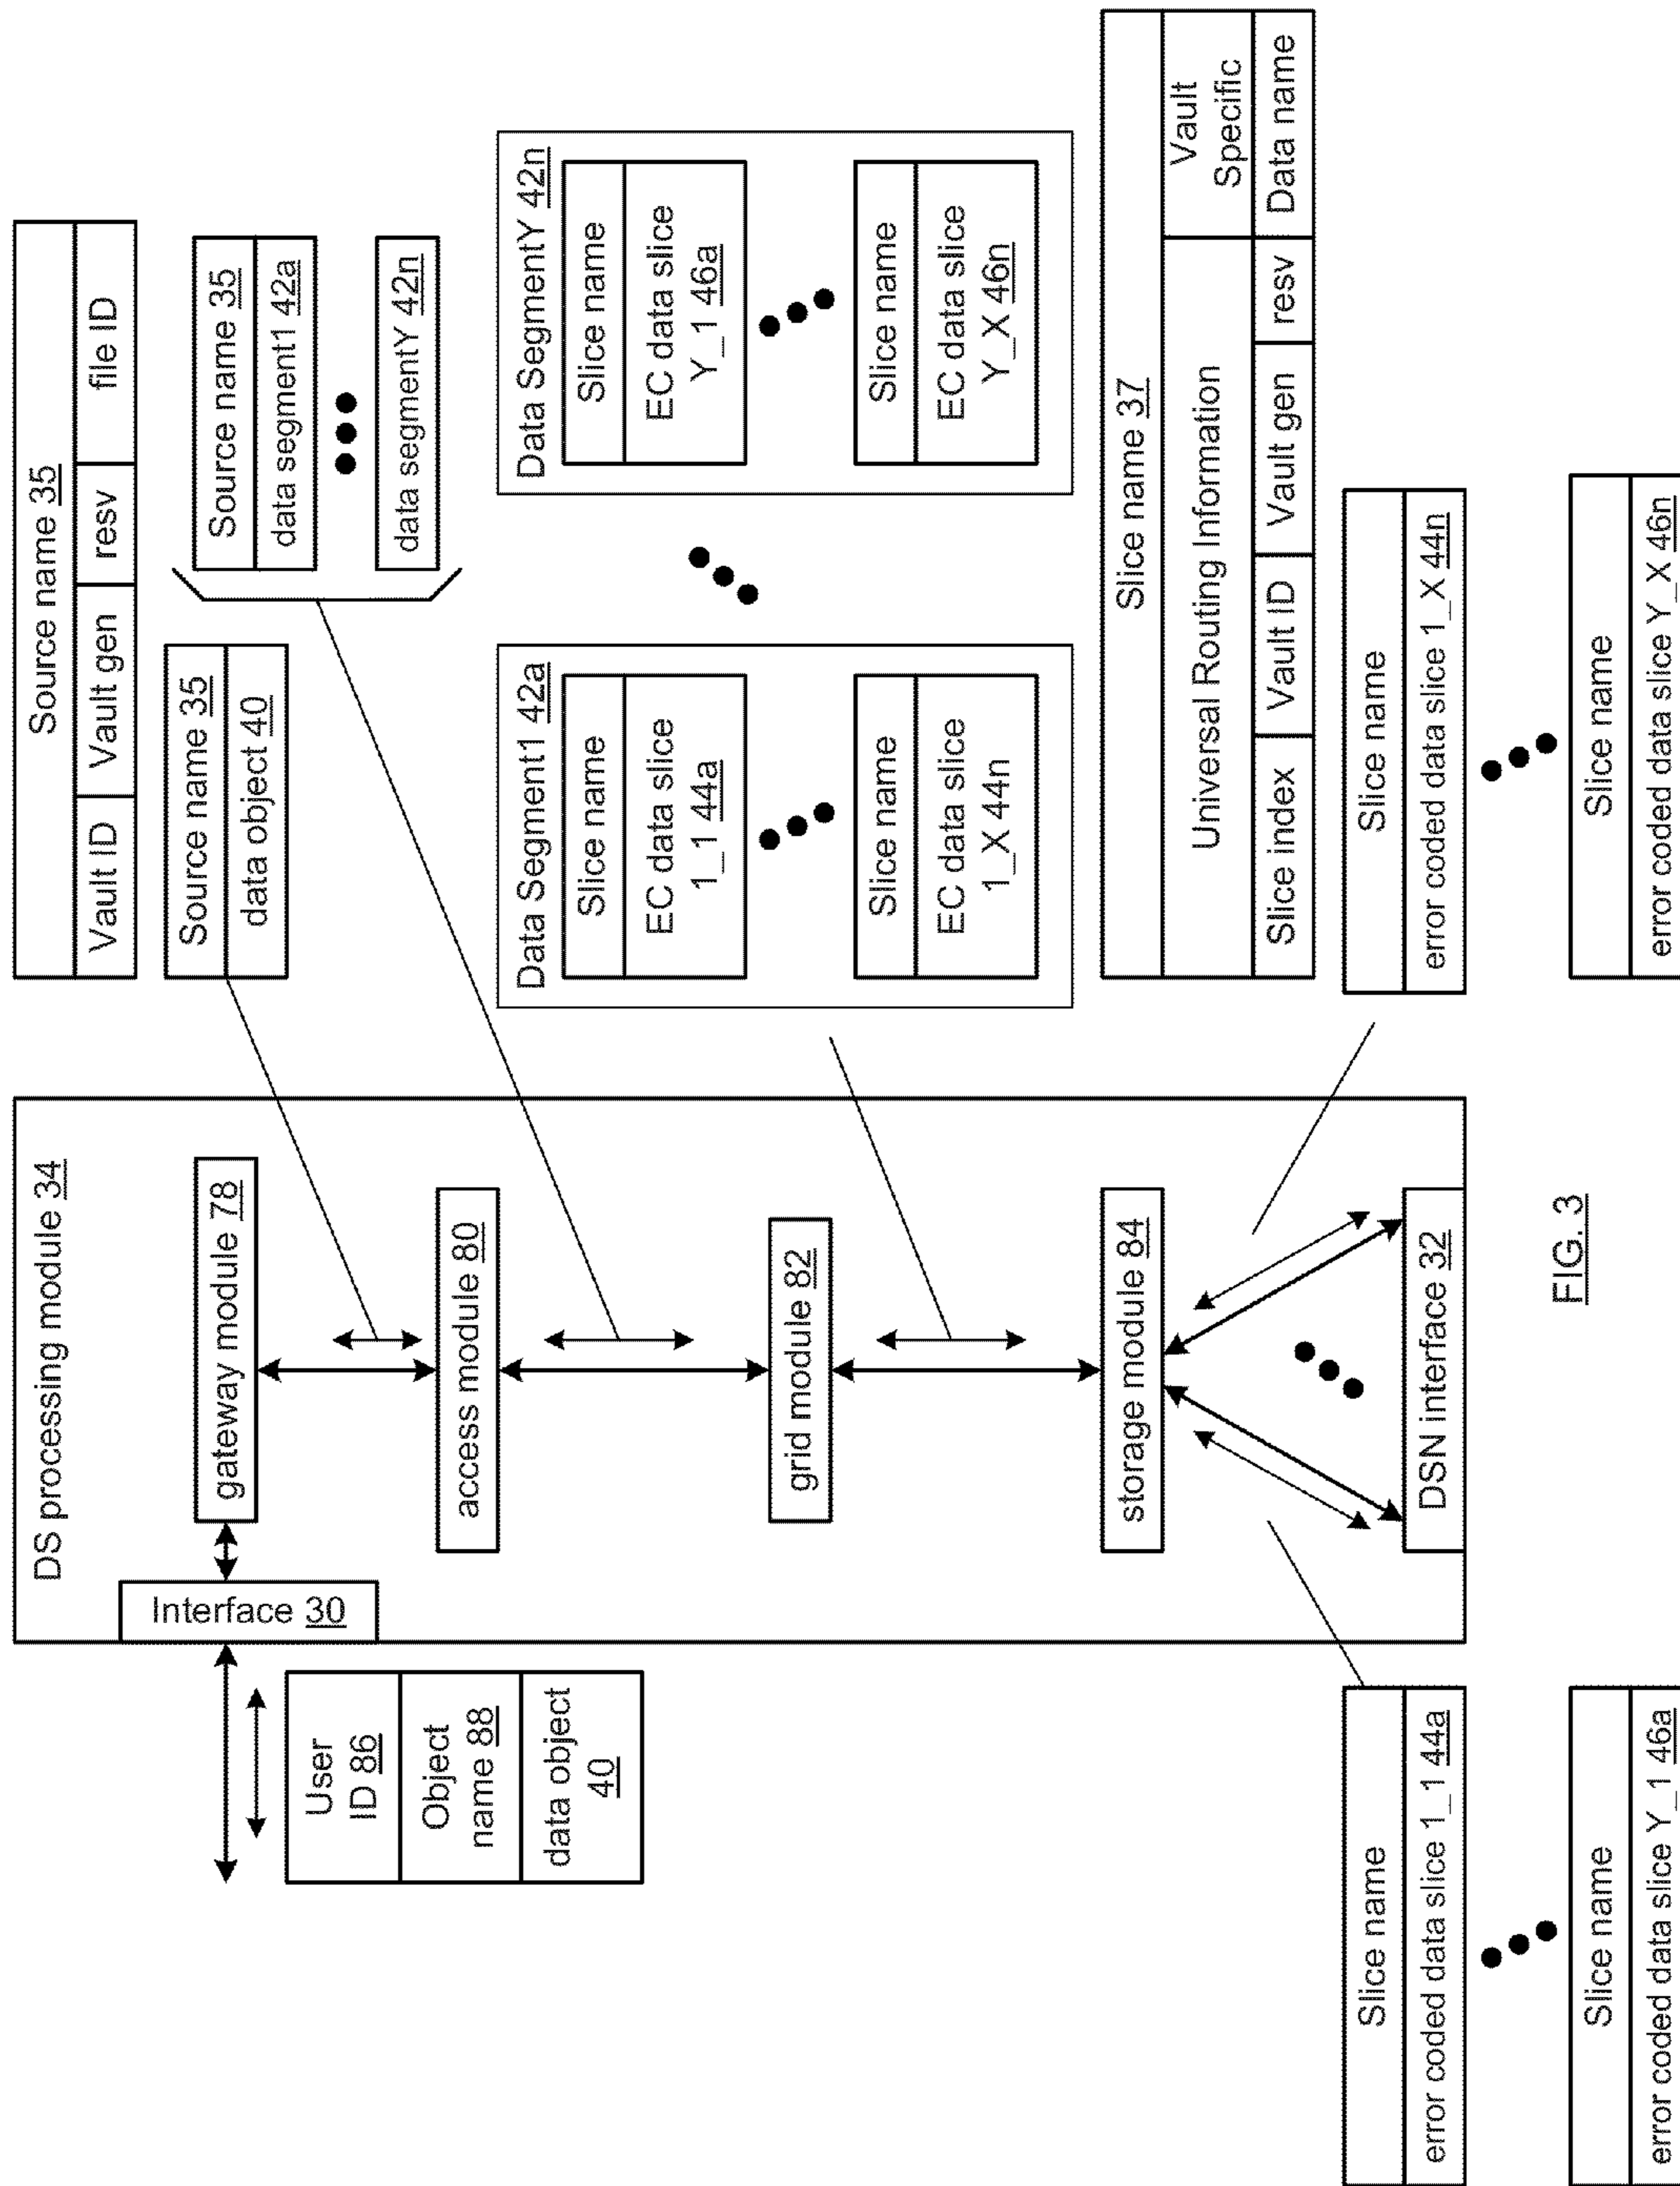 DS processing module 34
Interface 30
gateway module 78
access module 80
grid module 82
storage module 84
DSN interface 32
User
ID 86
Object
name 88
data object
40
Source name 35
Vault ID
Vault gen
resv
file ID
Source name 35
data object 40
Source name 35
data segment1 42a
data segmentY 42n
Data Segment1 42a
Slice name
EC data slice
1_1 44a
Slice name
EC data slice
1_X 44n
Data SegmentY 42n
Slice name
EC data slice
Y_1 46a
Slice name
EC data slice
Y_X 46n
Slice name 37
Universal Routing Information
Vault
Specific
Slice index
Vault ID
Vault gen
resv
Data name
Slice name
error coded data slice 1_1 44a
Slice name
error coded data slice Y_1 46a
Slice name
error coded data slice 1_X 44n
Slice name
error coded data slice Y_X 46n
FIG. 3